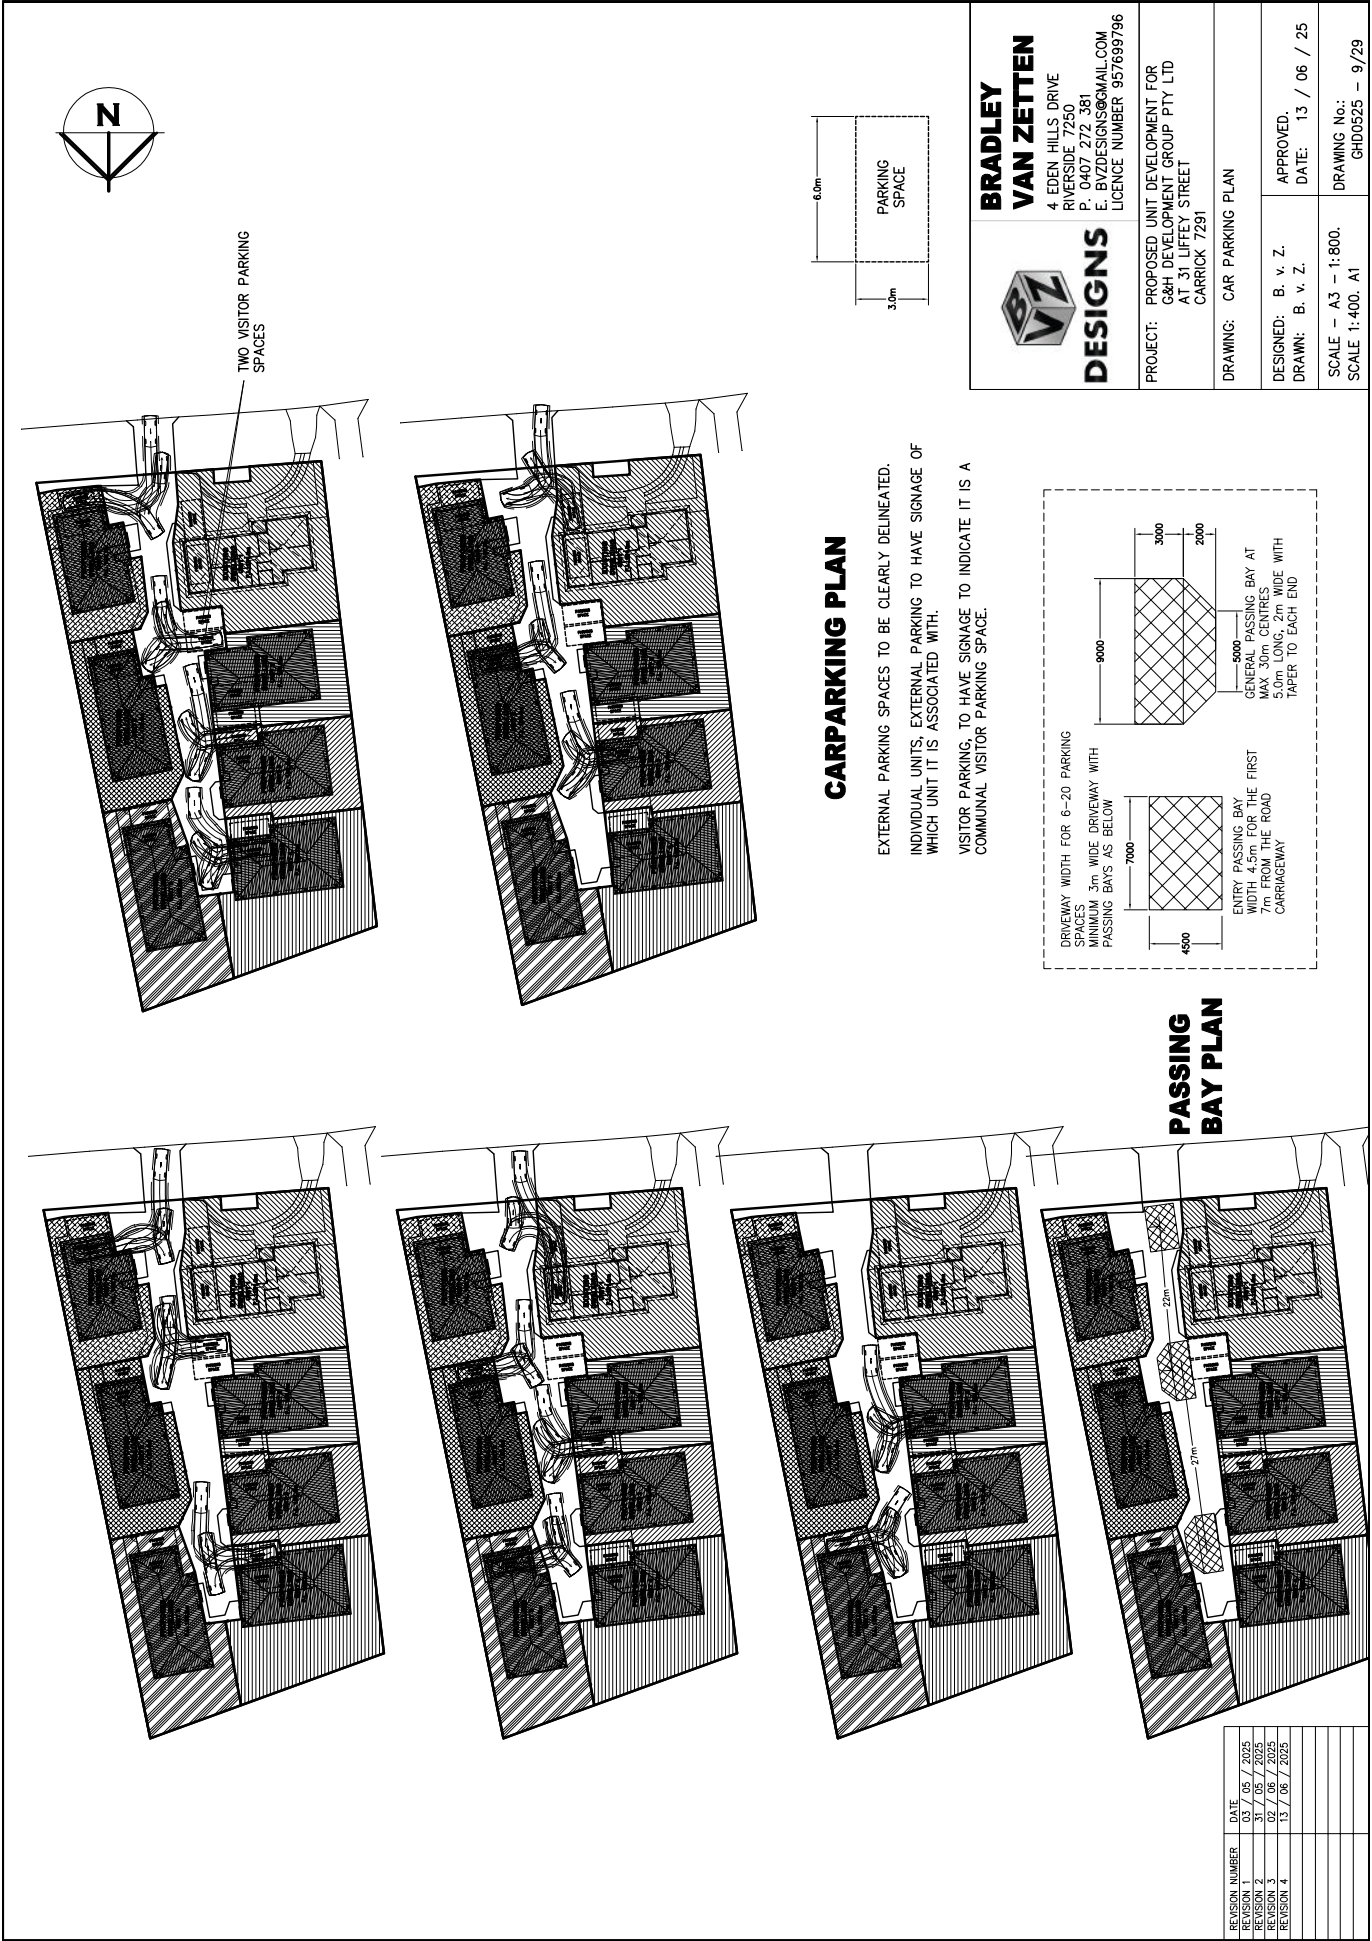 N
TWO VISITOR PARKING
SPACES
6.0m
3.0m
PARKING
SPACE
CARPARKING PLAN
EXTERNAL PARKING SPACES TO BE CLEARLY DELINEATED.
INDIVIDUAL UNITS, EXTERNAL PARKING TO HAVE SIGNAGE OF
WHICH UNIT IT IS ASSOCIATED WITH.
VISITOR PARKING, TO HAVE SIGNAGE TO INDICATE IT IS A
COMMUNAL VISITOR PARKING SPACE.
DRIVEWAY WIDTH FOR 6-20 PARKING
SPACES
MINIMUM 3m WIDE DRIVEWAY WITH
PASSING BAYS AS BELOW
7000
4500
ENTRY PASSING BAY
WIDTH 4.5m FOR THE FIRST
7m FROM THE ROAD
CARRIAGEWAY
9000
3000
2000
5000
GENERAL PASSING BAY AT
MAX 30m CENTRES
5.0m LONG, 2m WIDE WITH
TAPER TO EACH END
PASSING
BAY PLAN
22m
27m
BVZ
DESIGNS
BRADLEY
VAN ZETTEN
4 EDEN HILLS DRIVE
RIVERSIDE 7250
P. 0407 272 381
E. BVZDESIGNS@GMAIL.COM
LICENCE NUMBER 957699796
PROJECT: PROPOSED UNIT DEVELOPMENT FOR
G&H DEVELOPMENT GROUP PTY LTD
AT 31 LIFFEY STREET
CARRICK 7291
DRAWING: CAR PARKING PLAN
DESIGNED: B. v. Z.
DRAWN: B. v. Z.
APPROVED.
DATE: 13 / 06 / 25
SCALE - A3 - 1:800.
SCALE 1:400. A1
DRAWING No.:
GHD0525 - 9/29
REVISION NUMBER DATE
REVISION 1 03 / 05 / 2025
REVISION 2 31 / 05 / 2025
REVISION 3 02 / 06 / 2025
REVISION 4 13 / 06 / 2025